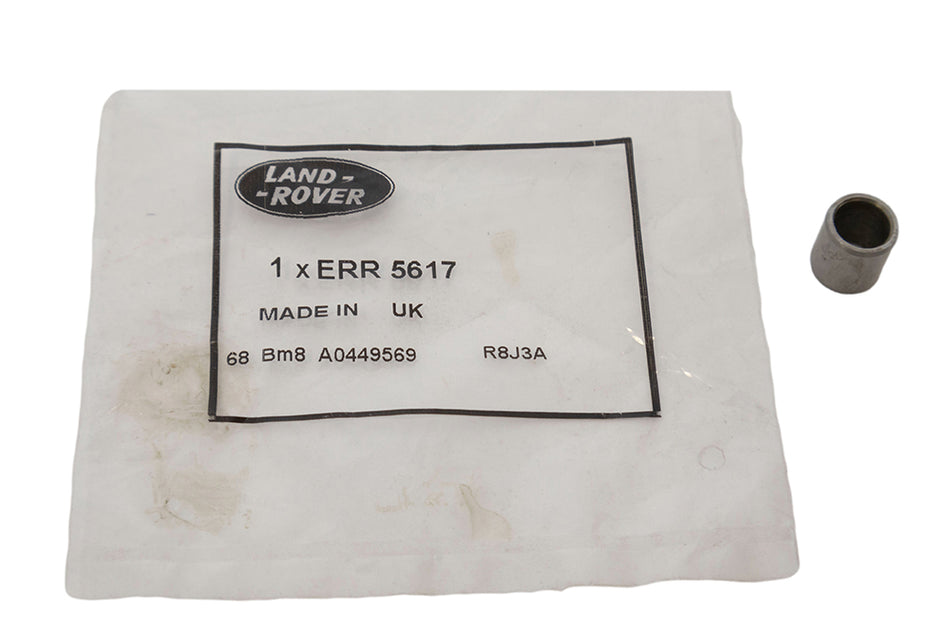 LAND-
-ROVER
1 x ERR 5617
MADE IN UK
68 Bm8 A0449569 R8J3A